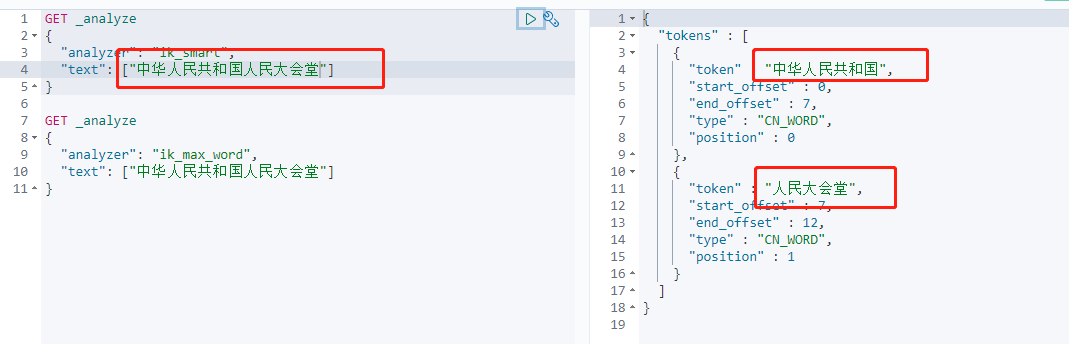 1 GET _analyze
2 {
3 "analyzer": "ik_smart",
4 "text": ["中华人民共和国人民大会堂"]
5 }
6
7 GET _analyze
8 {
9 "analyzer": "ik_max_word",
10 "text": ["中华人民共和国人民大会堂"]
11 }
1 {
2 "tokens" : [
3 {
4 "token" "中华人民共和国",
5 "start_offset" : 0,
6 "end_offset" : 7,
7 "type" : "CN_WORD",
8 "position" : 0
9 },
10 {
11 "token" : "人民大会堂",
12 "start_offset" : 7,
13 "end_offset" : 12,
14 "type" : "CN_WORD",
15 "position" : 1
16 }
17 ]
18 }
19